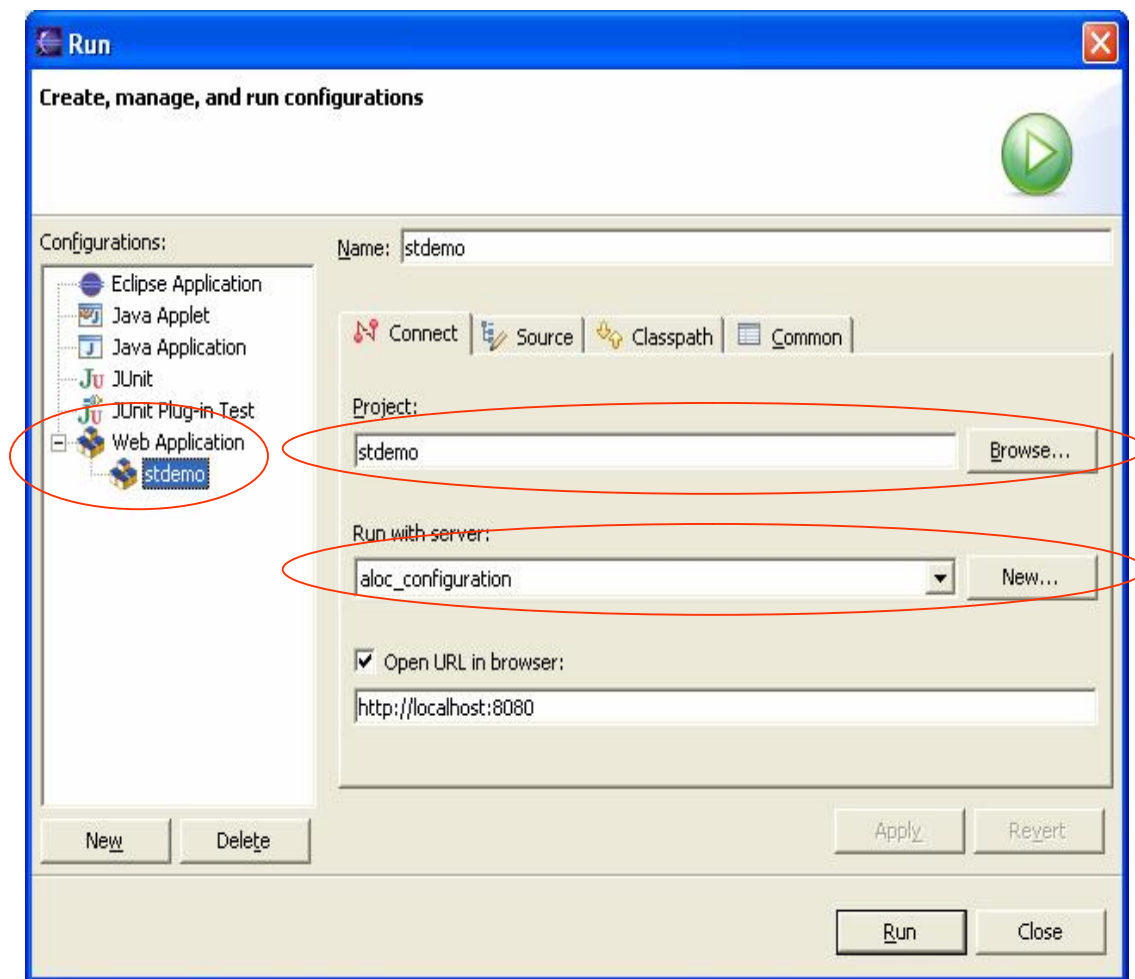 Run
Create, manage, and run configurations
Configurations:
Eclipse Application
Java Applet
Java Application
JUnit
JUnit Plug-in Test
Web Application
stdemo
New
Delete
Name: stdemo
Connect Source Classpath Common
Project:
stdemo Browse...
Run with server:
aloc_configuration New...
Open URL in browser:
http://localhost:8080
Apply Revert
Run Close